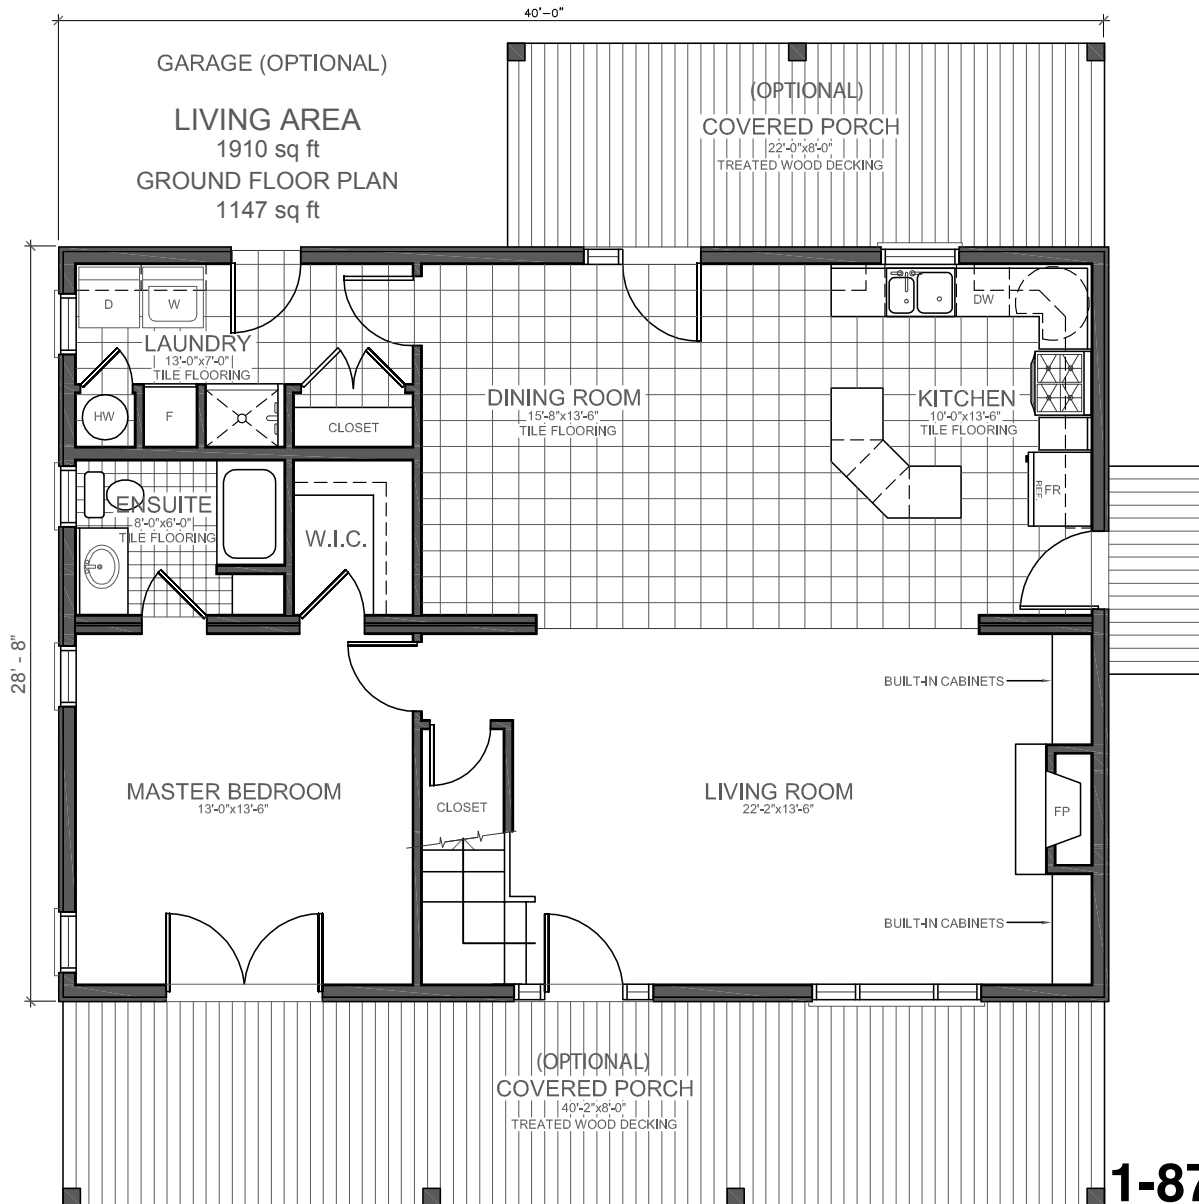 40'-0"
GARAGE (OPTIONAL)
LIVING AREA
1910 sq ft
GROUND FLOOR PLAN
1147 sq ft
(OPTIONAL)
COVERED PORCH
22'-0"x8'-0"
TREATED WOOD DECKING
D
W
LAUNDRY
13'-0"x7'-0"
TILE FLOORING
HW
F
CLOSET
DINING ROOM
15'-8"x13'-6"
TILE FLOORING
DW
KITCHEN
10'-0"x13'-6"
TILE FLOORING
REF.
FR
ENSUITE
8'-0"x6'-0"
TILE FLOORING
W.I.C.
28' - 8"
BUILT-IN CABINETS
MASTER BEDROOM
13'-0"x13'-6"
CLOSET
LIVING ROOM
22'-2"x13'-6"
FP
BUILT-IN CABINETS
(OPTIONAL)
COVERED PORCH
40'-2"x8'-0"
TREATED WOOD DECKING
1-87